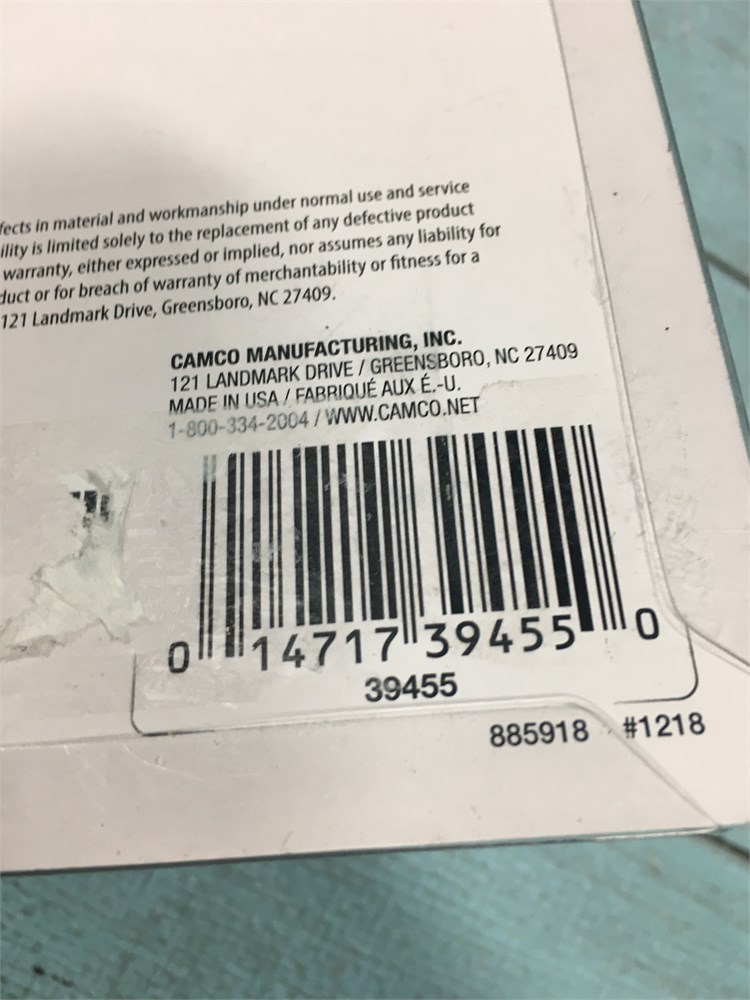 fects in material and workmanship under normal use and service
ility is limited solely to the replacement of any defective product
warranty, either expressed or implied, nor assumes any liability for
duct or for breach of warranty of merchantability or fitness for a
121 Landmark Drive, Greensboro, NC 27409.
CAMCO MANUFACTURING, INC.
121 LANDMARK DRIVE / GREENSBORO, NC 27409
MADE IN USA / FABRIQUÉ AUX É.-U.
1-800-334-2004 / WWW.CAMCO.NET
0 14717 39455 0
39455
885918 #1218